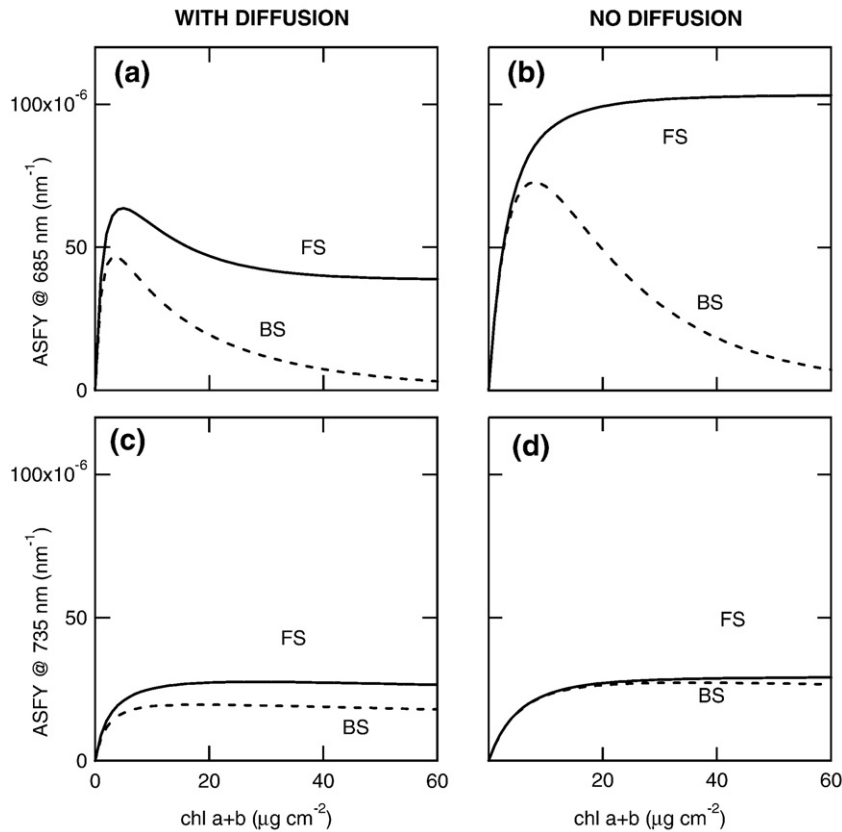 WITH DIFFUSION
NO DIFFUSION
(a)
(b)
100x10-6
50
0
ASFY @ 685 nm (nm-1)
FS
BS
FS
BS
(c)
(d)
100x10-6
50
0
ASFY @ 735 nm (nm-1)
FS
BS
FS
BS
0
20
40
60
20
40
60
chl a+b (µg cm-2)
chl a+b (µg cm-2)